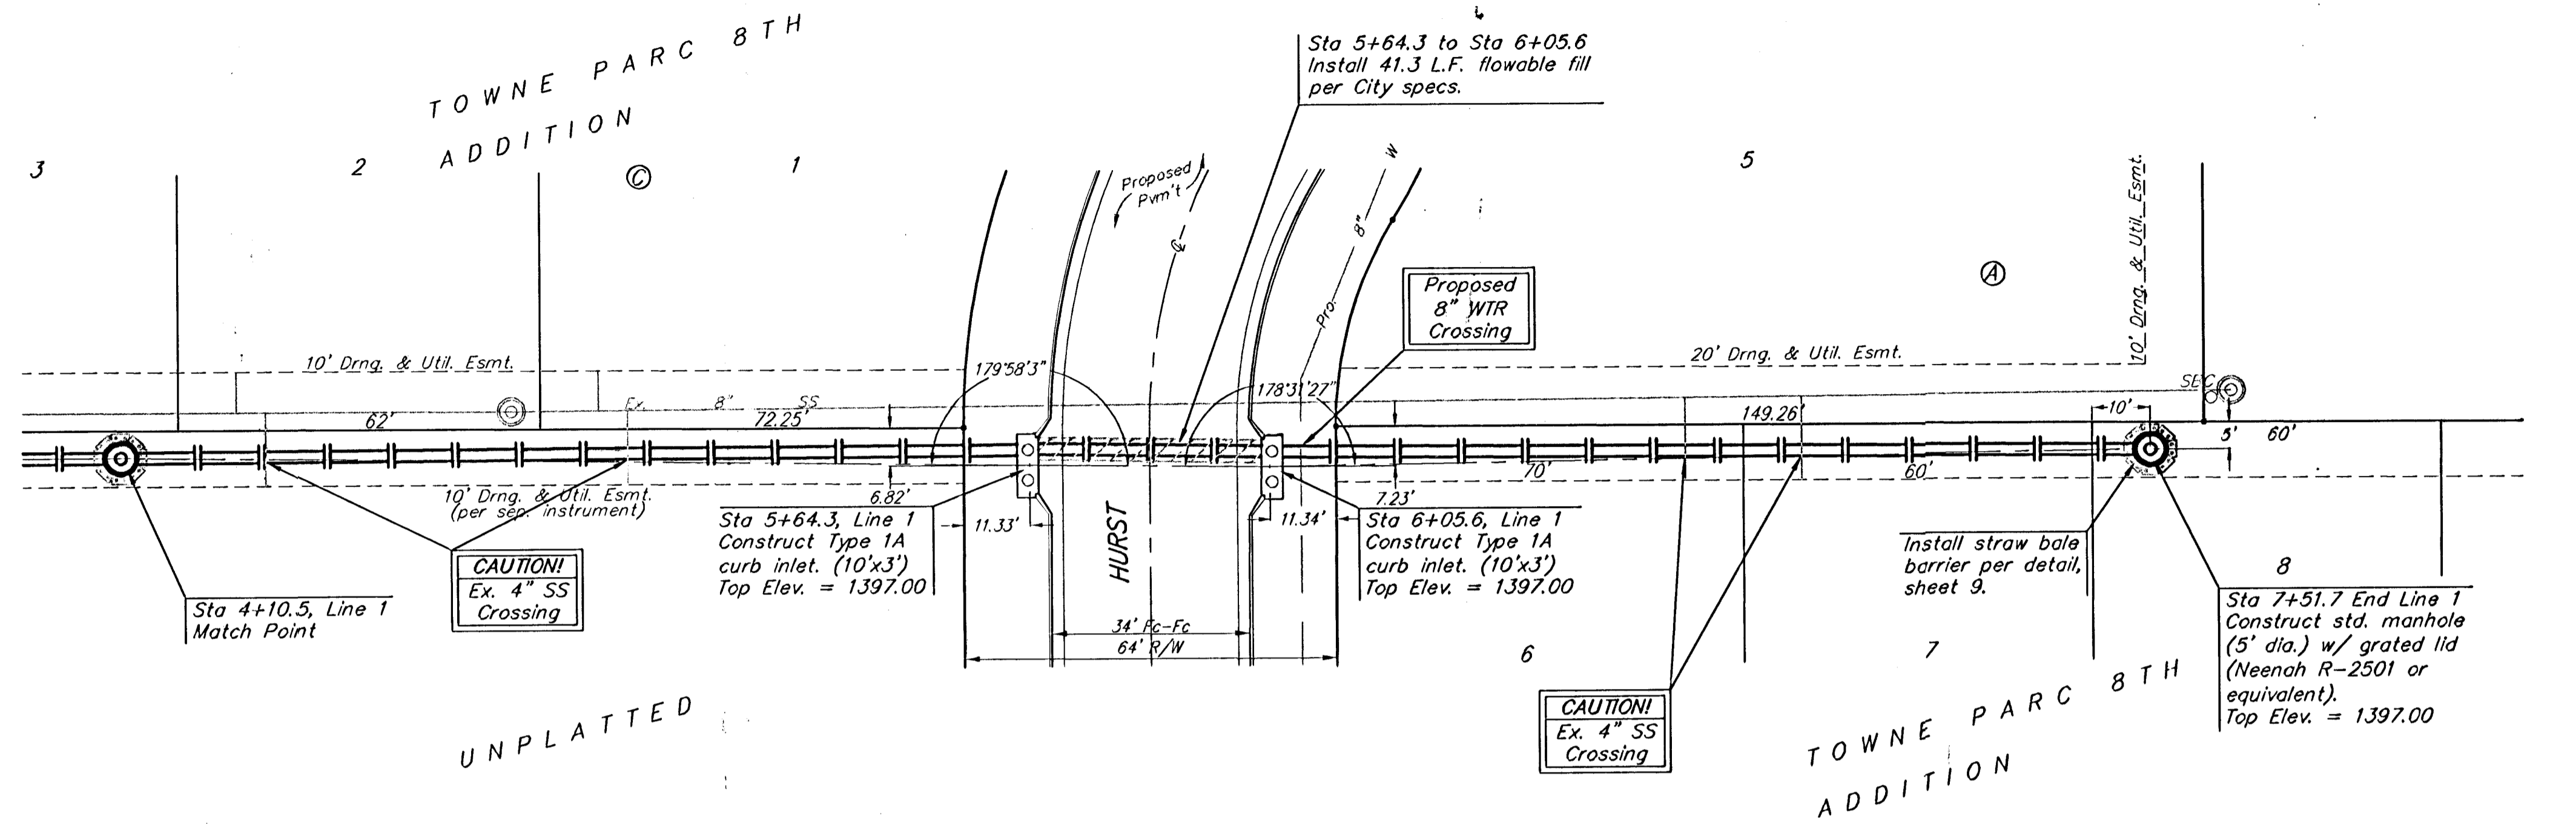 TOWNE PARC 8TH
ADDITION
Sta 5+64.3 to Sta 6+05.6
Install 41.3 L.F. flowable fill
per City specs.
3
2
C
1
Proposed
Pvm't
℄
Pro. 8" W
5
A
10' Drng. & Util. Esmt.
Proposed
8" WTR
Crossing
10' Drng. & Util. Esmt.
179°58'3"
178°31'27"
20' Drng. & Util. Esmt.
Ex. 8" SS
62'
72.25'
149.26'
10'
5'
60'
70'
60'
10' Drng. & Util. Esmt.
(per sep. instrument)
6.82'
7.23'
11.33'
11.34'
Sta 5+64.3, Line 1
Construct Type 1A
curb inlet. (10'x3')
Top Elev. = 1397.00
HURST
Sta 6+05.6, Line 1
Construct Type 1A
curb inlet. (10'x3')
Top Elev. = 1397.00
CAUTION!
Ex. 4" SS
Crossing
Sta 4+10.5, Line 1
Match Point
34' Fc-Fc
64' R/W
Install straw bale
barrier per detail,
sheet 9.
8
Sta 7+51.7 End Line 1
Construct std. manhole
(5' dia.) w/ grated lid
(Neenah R-2501 or
equivalent).
Top Elev. = 1397.00
6
7
CAUTION!
Ex. 4" SS
Crossing
UNPLATTED
TOWNE PARC 8TH
ADDITION